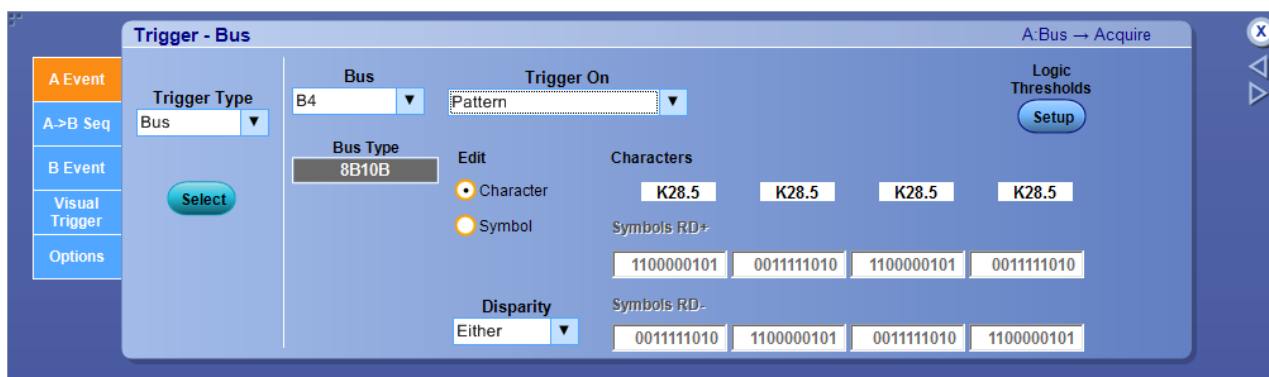 Trigger - Bus
A:Bus → Acquire
X
A Event
A->B Seq
B Event
Visual
Trigger
Options
Trigger Type
Bus
Select
Bus
B4
Bus Type
8B10B
Trigger On
Pattern
Logic
Thresholds
Setup
Edit
Character
Symbol
Disparity
Either
Characters
K28.5 K28.5 K28.5 K28.5
Symbols RD+
1100000101 0011111010 1100000101 0011111010
Symbols RD-
0011111010 1100000101 0011111010 1100000101